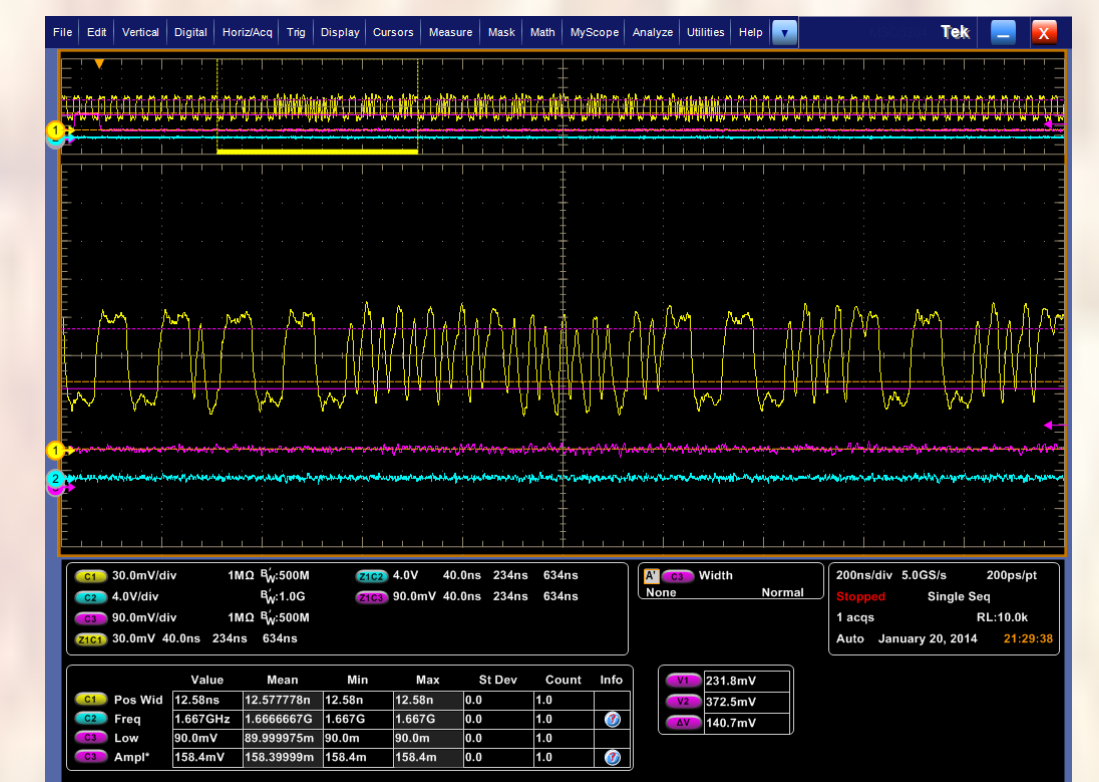 File Edit Vertical Digital Horiz/Acq Trig Display Cursors Measure Mask Math MyScope Analyze Utilities Help Tek X
1
1
2
C1 30.0mV/div 1MΩ BW:500M
C2 4.0V/div BW:1.0G
C3 90.0mV/div 1MΩ BW:500M
Z1C1 30.0mV 40.0ns 234ns 634ns
Z1C2 4.0V 40.0ns 234ns 634ns
Z1C3 90.0mV 40.0ns 234ns 634ns
A' C3 Width
None Normal
200ns/div 5.0GS/s 200ps/pt
Stopped Single Seq
1 acqs RL:10.0k
Auto January 20, 2014 21:29:38
Value Mean Min Max St Dev Count Info
C1 Pos Wid 12.58ns 12.577778n 12.58n 12.58n 0.0 1.0
C2 Freq 1.667GHz 1.6666667G 1.667G 1.667G 0.0 1.0
C3 Low 90.0mV 89.999975m 90.0m 90.0m 0.0 1.0
C3 Ampl* 158.4mV 158.39999m 158.4m 158.4m 0.0 1.0
V1 231.8mV
V2 372.5mV
ΔV 140.7mV